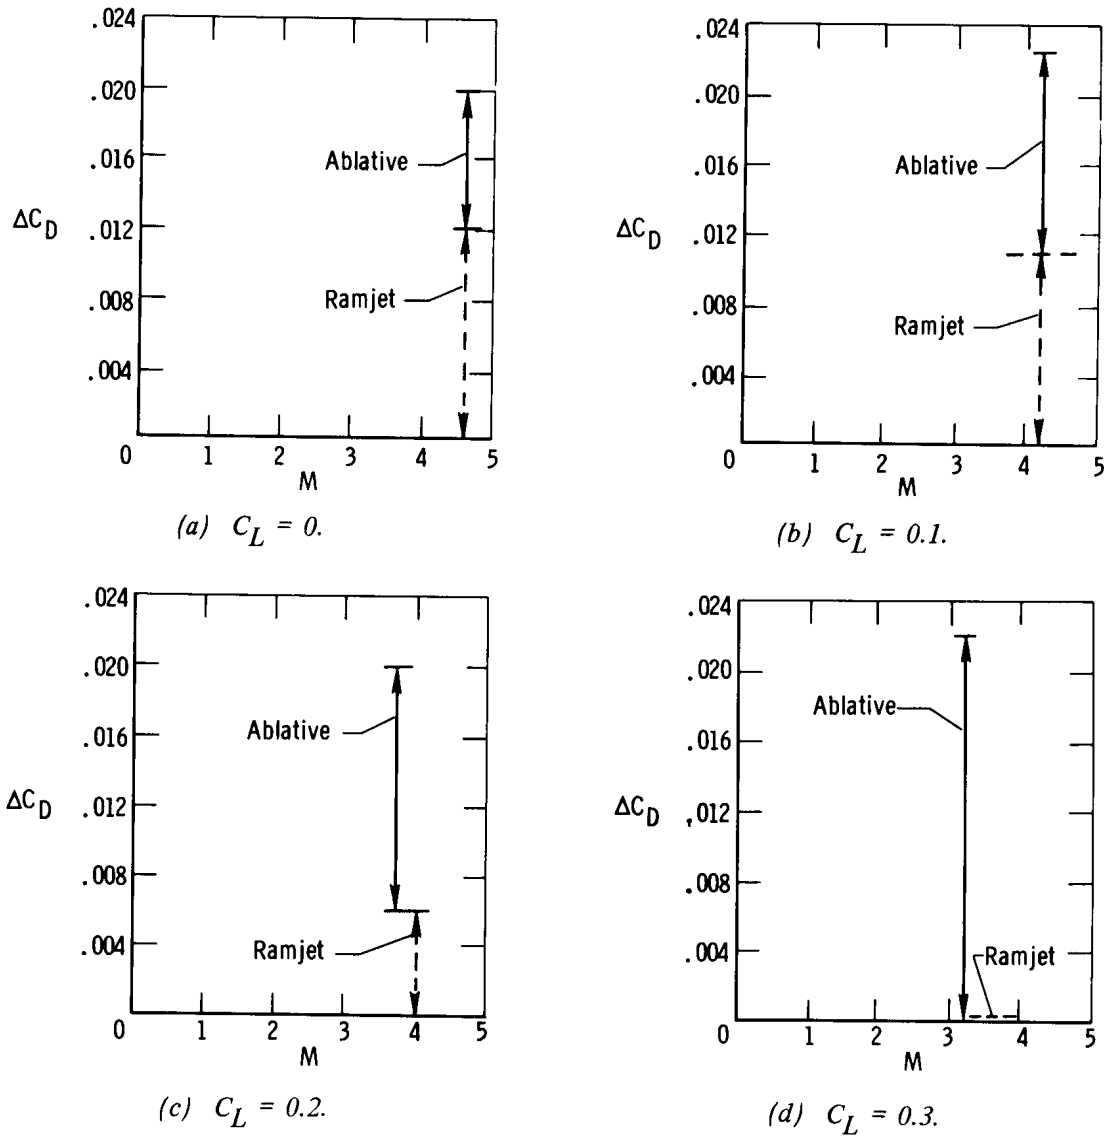 .024
.020
.016
.012
.008
.004
0
ΔC_D
Ablative
Ramjet
1 2 3 4 5
M
(a) C_L = 0.
.024
.020
.016
.012
.008
.004
0
ΔC_D
Ablative
Ramjet
1 2 3 4 5
M
(b) C_L = 0.1.
.024
.020
.016
.012
.008
.004
0
ΔC_D
Ablative
Ramjet
1 2 3 4 5
M
(c) C_L = 0.2.
.024
.020
.016
.012
.008
.004
0
ΔC_D
Ablative
Ramjet
1 2 3 4 5
M
(d) C_L = 0.3.